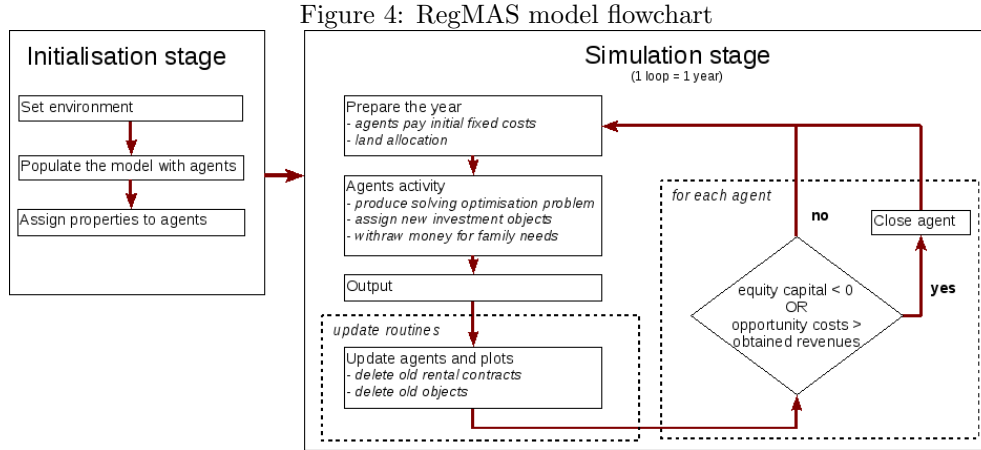 Figure 4: RegMAS model flowchart
Initialisation stage
Set environment
Populate the model with agents
Assign properties to agents
Simulation stage
(1 loop = 1 year)
Prepare the year
- agents pay initial fixed costs
- land allocation
Agents activity
- produce solving optimisation problem
- assign new investment objects
- withraw money for family needs
Output
update routines
Update agents and plots
- delete old rental contracts
- delete old objects
for each agent
no
Close agent
yes
equity capital < 0
OR
opportunity costs >
obtained revenues